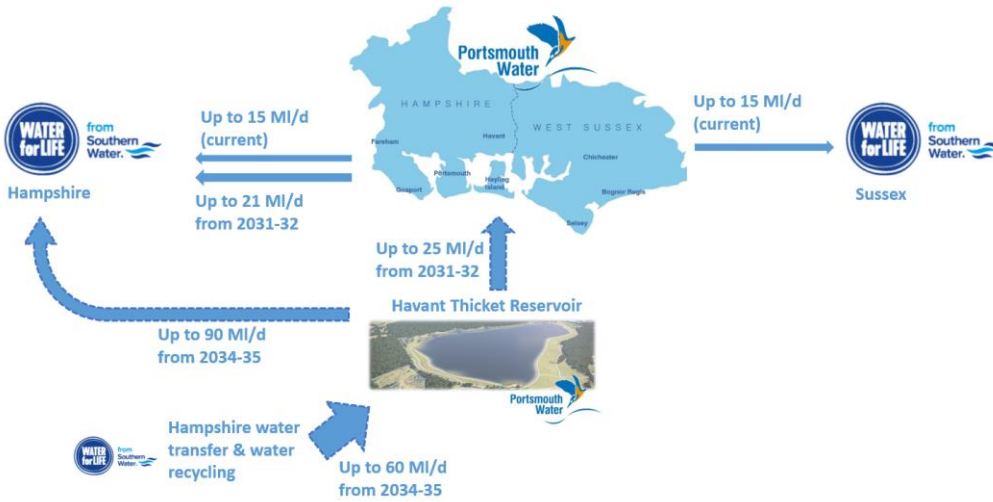 Portsmouth
Water
HAMPSHIRE
WEST SUSSEX
Fareham
Havant
Portsmouth
Hayling
Island
Gosport
Chichester
Bognor Regis
Selsey
WATER
for LIFE
from
Southern
Water.
Hampshire
Up to 15 Ml/d
(current)
Up to 21 Ml/d
from 2031-32
Up to 15 Ml/d
(current)
WATER
for LIFE
from
Southern
Water.
Sussex
Up to 25 Ml/d
from 2031-32
Havant Thicket Reservoir
Up to 90 Ml/d
from 2034-35
Portsmouth
Water
WATER
for LIFE
from
Southern
Water.
Hampshire water
transfer & water
recycling
Up to 60 Ml/d
from 2034-35